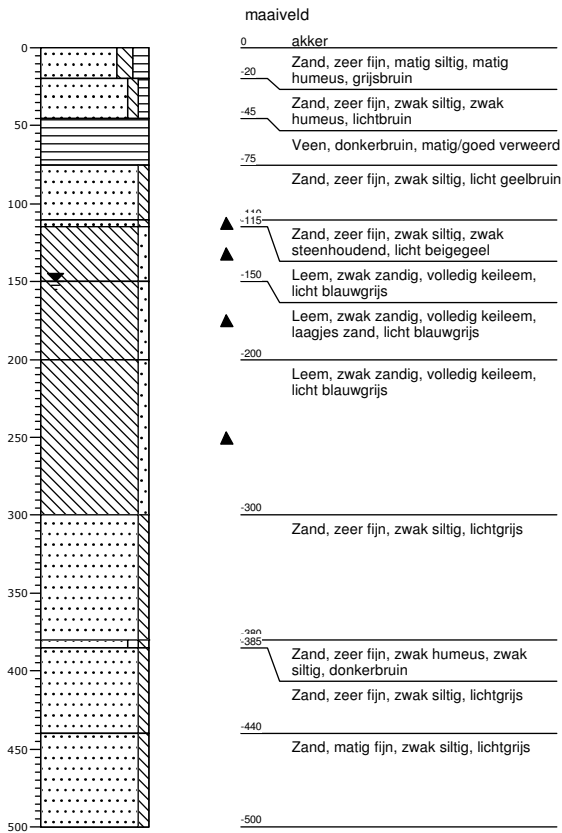 maaiveld
0
0
akker
Zand, zeer fijn, matig siltig, matig
humeus, grijsbruin
-20
Zand, zeer fijn, zwak siltig, zwak
humeus, lichtbruin
-45
50
Veen, donkerbruin, matig/goed verweerd
-75
Zand, zeer fijn, zwak siltig, licht geelbruin
100
-110
-115
Zand, zeer fijn, zwak siltig, zwak
steenhoudend, licht beigegeel
150
-150
Leem, zwak zandig, volledig keileem,
licht blauwgrijs
Leem, zwak zandig, volledig keileem,
laagjes zand, licht blauwgrijs
200
-200
Leem, zwak zandig, volledig keileem,
licht blauwgrijs
250
300
-300
Zand, zeer fijn, zwak siltig, lichtgrijs
350
-380
-385
Zand, zeer fijn, zwak humeus, zwak
siltig, donkerbruin
400
Zand, zeer fijn, zwak siltig, lichtgrijs
-440
450
Zand, matig fijn, zwak siltig, lichtgrijs
500
-500